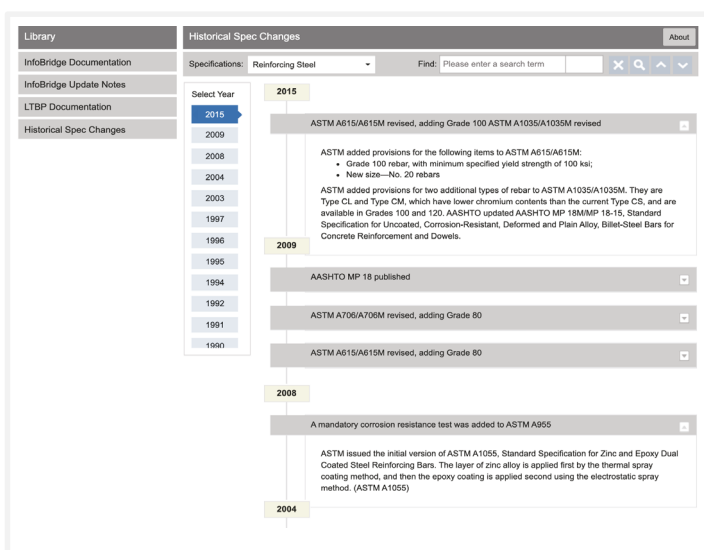 Library
InfoBridge Documentation
InfoBridge Update Notes
LTBP Documentation
Historical Spec Changes
Historical Spec Changes
About
Specifications: Reinforcing Steel
Find: Please enter a search term
Select Year
2015
2009
2008
2004
2003
1997
1996
1995
1994
1992
1991
1990
2015
ASTM A615/A615M revised, adding Grade 100 ASTM A1035/A1035M revised
ASTM added provisions for the following items to ASTM A615/A615M:
• Grade 100 rebar, with minimum specified yield strength of 100 ksi;
• New size—No. 20 rebars
ASTM added provisions for two additional types of rebar to ASTM A1035/A1035M. They are
Type CL and Type CM, which have lower chromium contents than the current Type CS, and are
available in Grades 100 and 120. AASHTO updated AASHTO MP 18M/MP 18-15, Standard
Specification for Uncoated, Corrosion-Resistant, Deformed and Plain Alloy, Billet-Steel Bars for
Concrete Reinforcement and Dowels.
2009
AASHTO MP 18 published
ASTM A706/A706M revised, adding Grade 80
ASTM A615/A615M revised, adding Grade 80
2008
A mandatory corrosion resistance test was added to ASTM A955
ASTM issued the initial version of ASTM A1055, Standard Specification for Zinc and Epoxy Dual
Coated Steel Reinforcing Bars. The layer of zinc alloy is applied first by the thermal spray
coating method, and then the epoxy coating is applied second using the electrostatic spray
method. (ASTM A1055)
2004